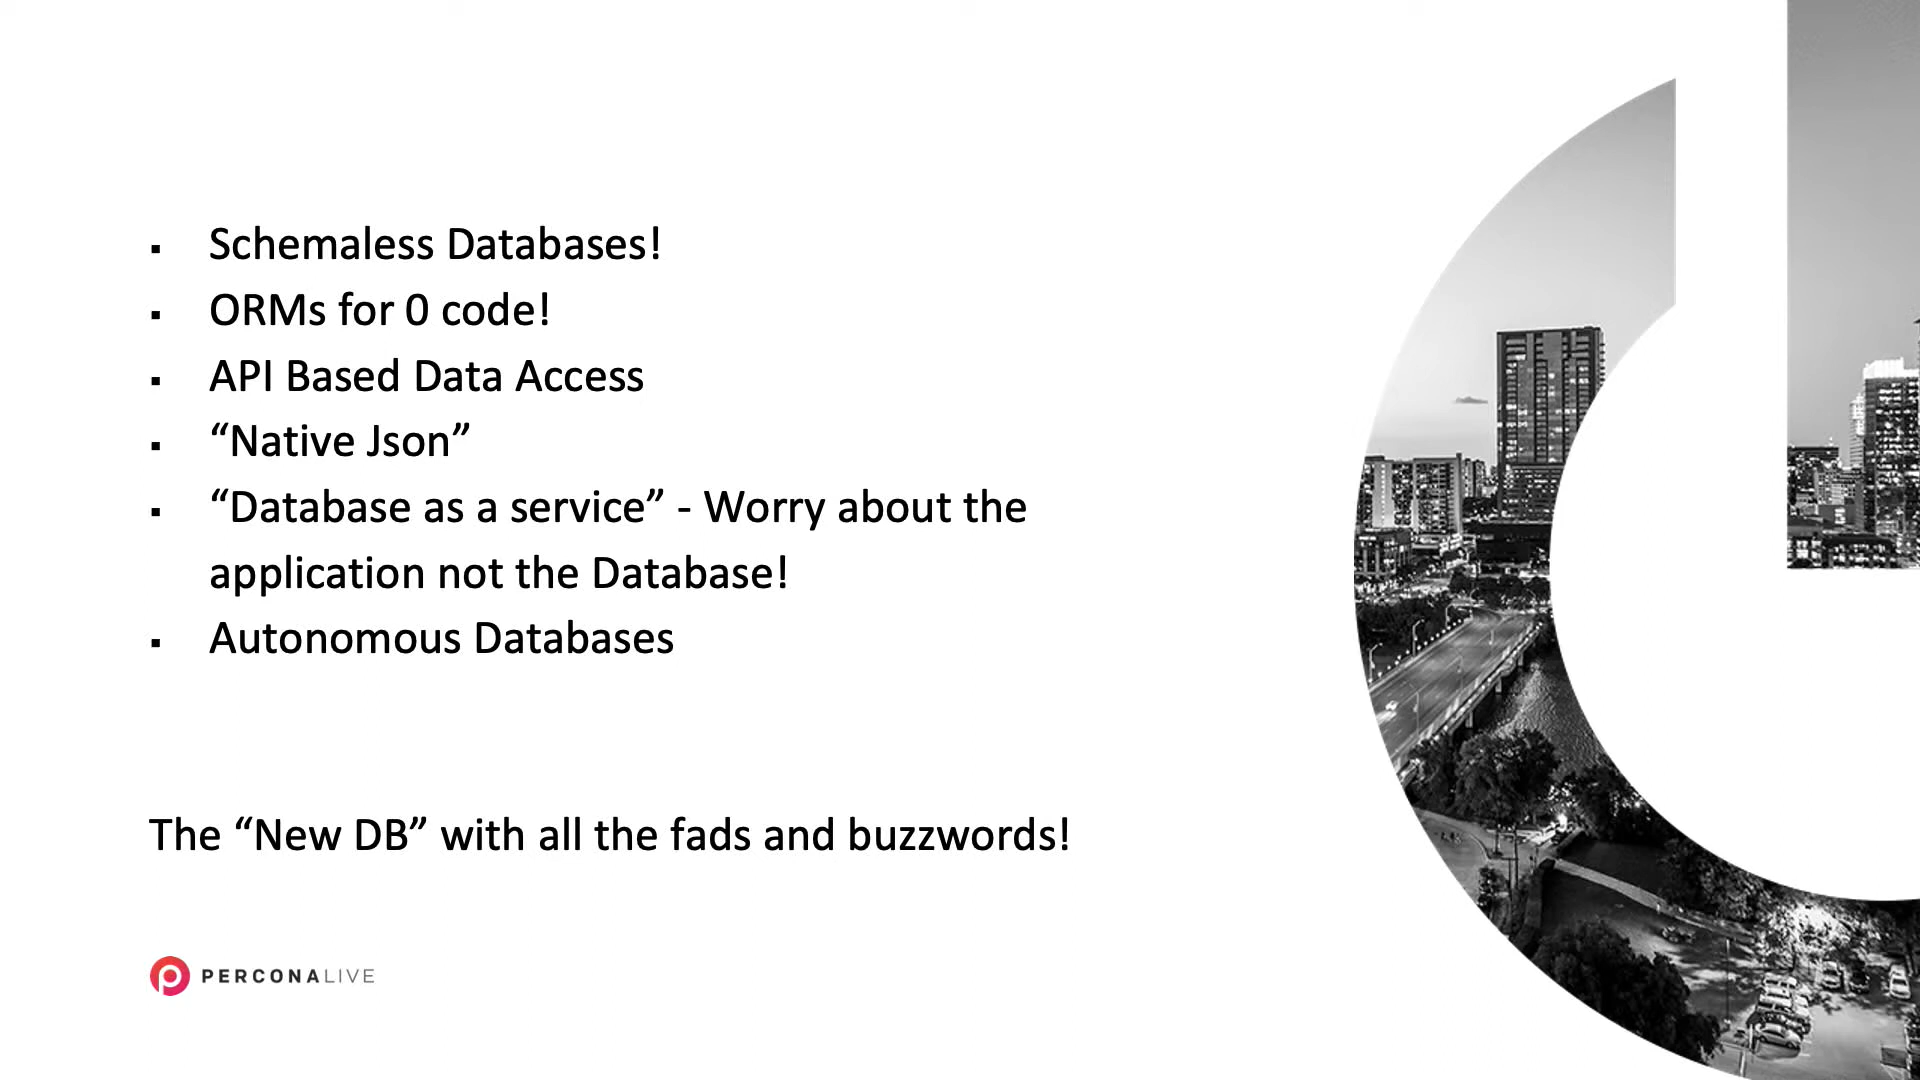 ▪ Schemaless Databases!
▪ ORMs for 0 code!
▪ API Based Data Access
▪ “Native Json”
▪ “Database as a service” - Worry about the
application not the Database!
▪ Autonomous Databases
The “New DB” with all the fads and buzzwords!
PERCONALIVE